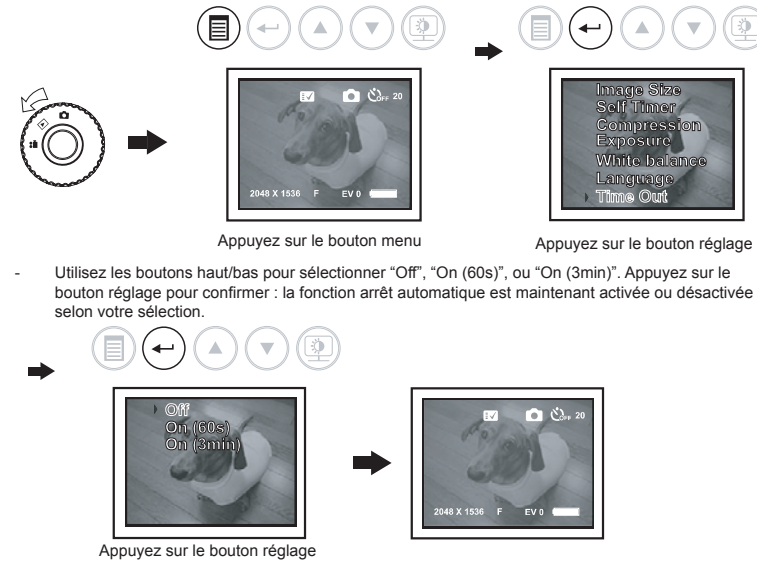 OFF 20
2048 X 1536 F EV 0
Image Size
Self Timer
Compression
Exposure
White balance
Language
Time Out
Appuyez sur le bouton menu
Appuyez sur le bouton réglage
- Utilisez les boutons haut/bas pour sélectionner “Off”, “On (60s)”, ou “On (3min)”. Appuyez sur le
bouton réglage pour confirmer : la fonction arrêt automatique est maintenant activée ou désactivée
selon votre sélection.
Off
On (60s)
On (3min)
Appuyez sur le bouton réglage
OFF 20
2048 X 1536 F EV 0